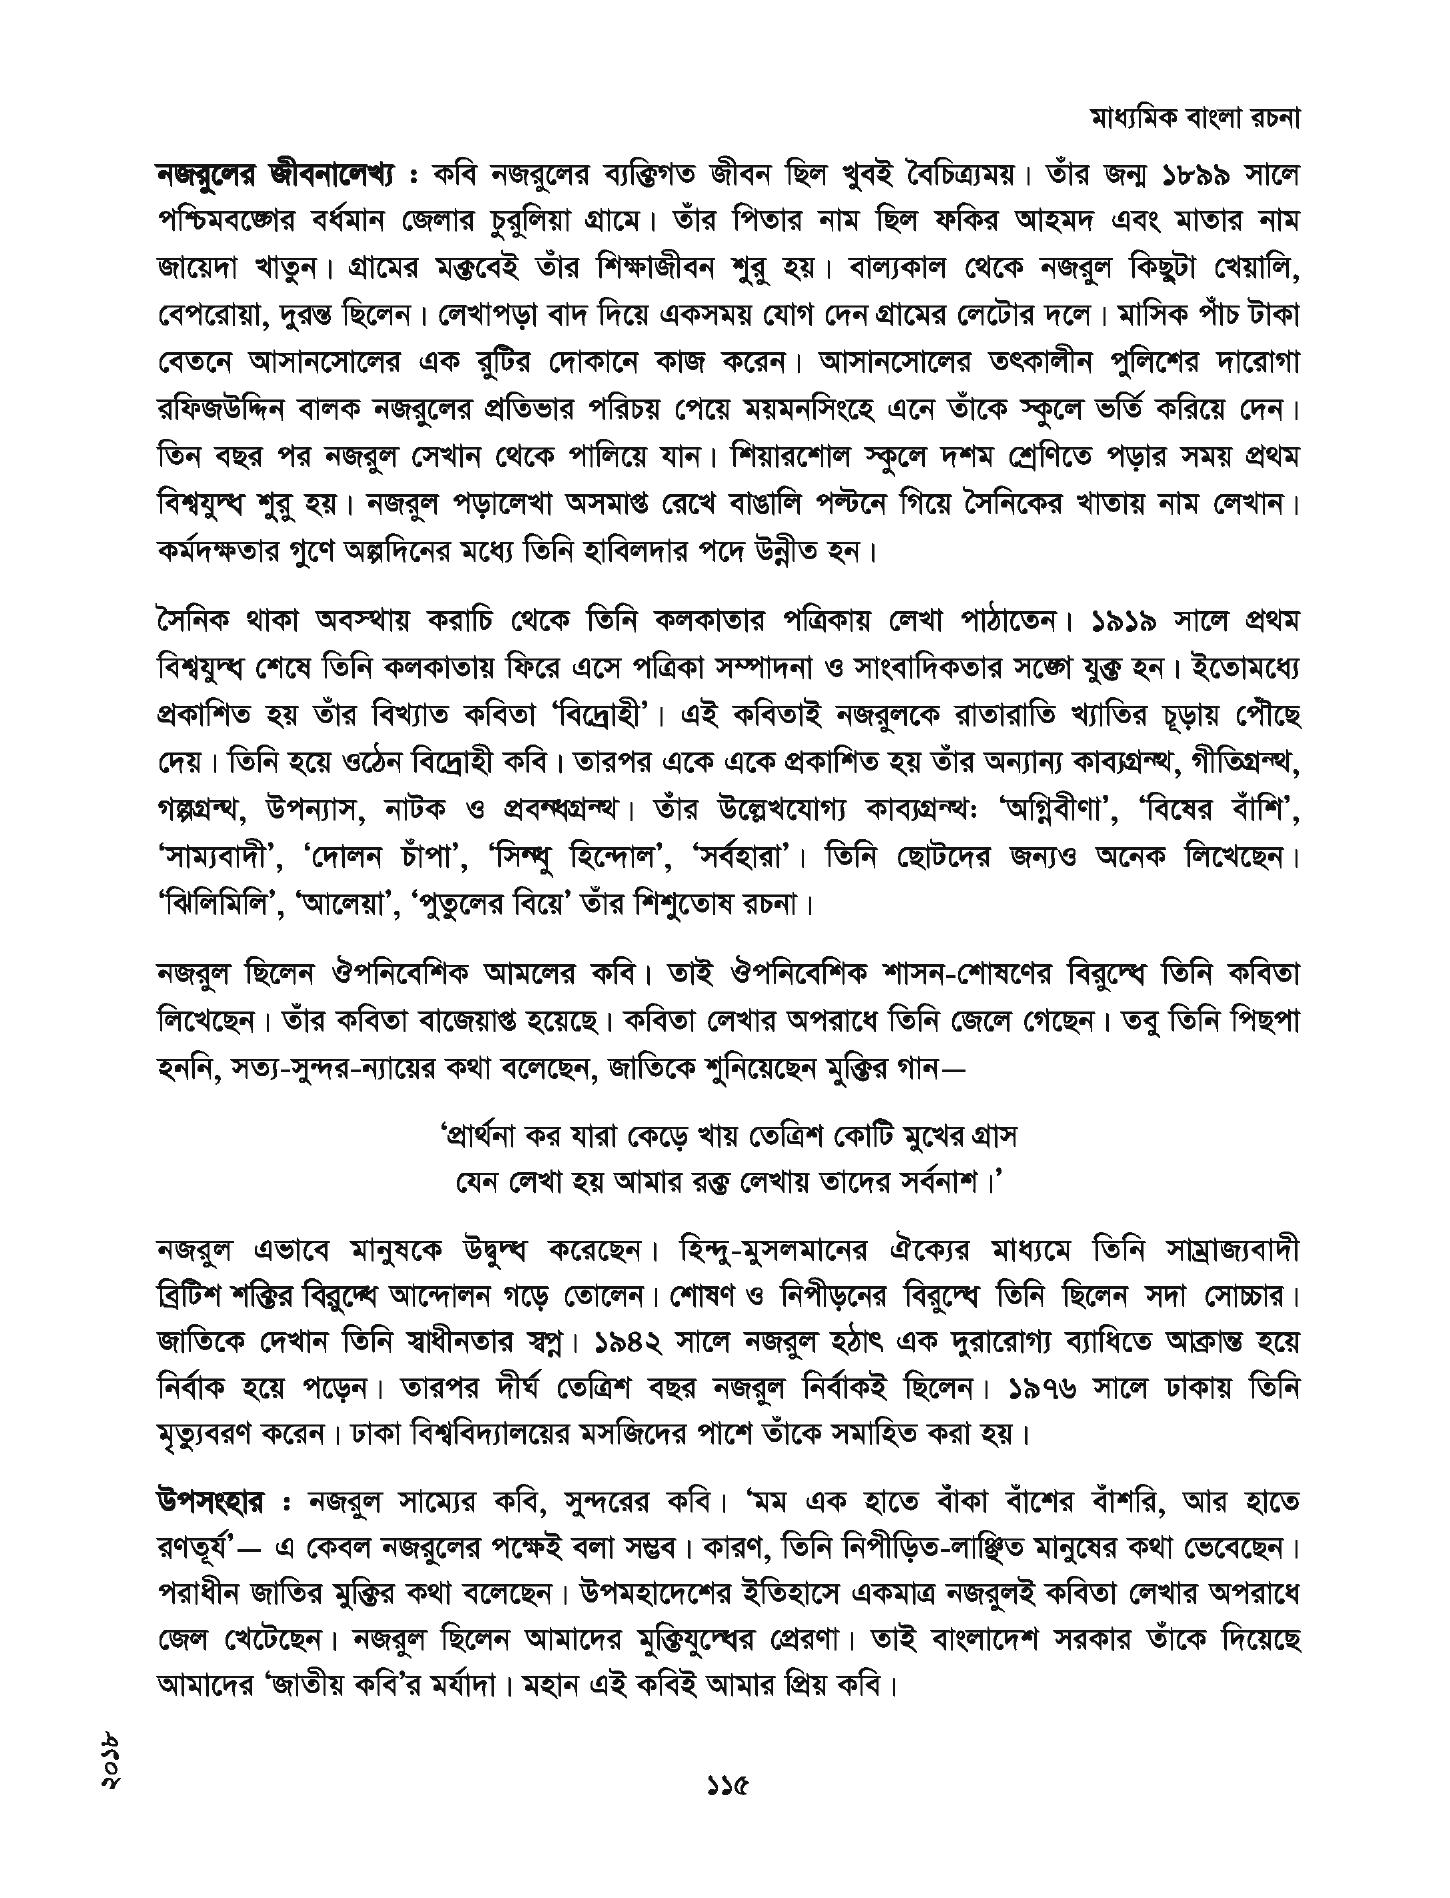 মাধ্যমিক বাংলা রচনা
নজরুলের জীবনালেখ্য : কবি নজরুলের ব্যক্তিগত জীবন ছিল খুবই বৈচিত্র্যময়। তাঁর জন্ম ১৮৯৯ সালে
পশ্চিমবঙ্গের বর্ধমান জেলার চুরুলিয়া গ্রামে। তাঁর পিতার নাম ছিল ফকির আহমদ এবং মাতার নাম
জায়েদা খাতুন। গ্রামের মক্তবেই তাঁর শিক্ষাজীবন শুরু হয়। বাল্যকাল থেকে নজরুল কিছুটা খেয়ালি,
বেপরোয়া, দুরন্ত ছিলেন। লেখাপড়া বাদ দিয়ে একসময় যোগ দেন গ্রামের লেটোর দলে। মাসিক পাঁচ টাকা
বেতনে আসানসোলের এক রুটির দোকানে কাজ করেন। আসানসোলের তৎকালীন পুলিশের দারোগা
রফিজউদ্দিন বালক নজরুলের প্রতিভার পরিচয় পেয়ে ময়মনসিংহে এনে তাঁকে স্কুলে ভর্তি করিয়ে দেন।
তিন বছর পর নজরুল সেখান থেকে পালিয়ে যান। শিয়ারশোল স্কুলে দশম শ্রেণিতে পড়ার সময় প্রথম
বিশ্বযুদ্ধ শুরু হয়। নজরুল পড়ালেখা অসমাপ্ত রেখে বাঙালি পল্টনে গিয়ে সৈনিকের খাতায় নাম লেখান।
কর্মদক্ষতার গুণে অল্পদিনের মধ্যে তিনি হাবিলদার পদে উন্নীত হন।
সৈনিক থাকা অবস্থায় করাচি থেকে তিনি কলকাতার পত্রিকায় লেখা পাঠাতেন। ১৯১৯ সালে প্রথম
বিশ্বযুদ্ধ শেষে তিনি কলকাতায় ফিরে এসে পত্রিকা সম্পাদনা ও সাংবাদিকতার সঙ্গে যুক্ত হন। ইতোমধ্যে
প্রকাশিত হয় তাঁর বিখ্যাত কবিতা ‘বিদ্রোহী’। এই কবিতাই নজরুলকে রাতারাতি খ্যাতির চূড়ায় পৌঁছে
দেয়। তিনি হয়ে ওঠেন বিদ্রোহী কবি। তারপর একে একে প্রকাশিত হয় তাঁর অন্যান্য কাব্যগ্রন্থ, গীতিগ্রন্থ,
গল্পগ্রন্থ, উপন্যাস, নাটক ও প্রবন্ধগ্রন্থ। তাঁর উল্লেখযোগ্য কাব্যগ্রন্থ: ‘অগ্নিবীণা’, ‘বিষের বাঁশি’,
‘সাম্যবাদী’, ‘দোলন চাঁপা’, ‘সিন্ধু হিন্দোল’, ‘সর্বহারা’। তিনি ছোটদের জন্যও অনেক লিখেছেন।
‘ঝিলিমিলি’, ‘আলেয়া’, ‘পুতুলের বিয়ে’ তাঁর শিশুতোষ রচনা।
নজরুল ছিলেন ঔপনিবেশিক আমলের কবি। তাই ঔপনিবেশিক শাসন-শোষণের বিরুদ্ধে তিনি কবিতা
লিখেছেন। তাঁর কবিতা বাজেয়াপ্ত হয়েছে। কবিতা লেখার অপরাধে তিনি জেলে গেছেন। তবু তিনি পিছপা
হননি, সত্য-সুন্দর-ন্যায়ের কথা বলেছেন, জাতিকে শুনিয়েছেন মুক্তির গান—
‘প্রার্থনা কর যারা কেড়ে খায় তেত্রিশ কোটি মুখের গ্রাস
যেন লেখা হয় আমার রক্ত লেখায় তাদের সর্বনাশ।’
নজরুল এভাবে মানুষকে উদ্বুদ্ধ করেছেন। হিন্দু-মুসলমানের ঐক্যের মাধ্যমে তিনি সাম্রাজ্যবাদী
ব্রিটিশ শক্তির বিরুদ্ধে আন্দোলন গড়ে তোলেন। শোষণ ও নিপীড়নের বিরুদ্ধে তিনি ছিলেন সদা সোচ্চার।
জাতিকে দেখান তিনি স্বাধীনতার স্বপ্ন। ১৯৪২ সালে নজরুল হঠাৎ এক দুরারোগ্য ব্যাধিতে আক্রান্ত হয়ে
নির্বাক হয়ে পড়েন। তারপর দীর্ঘ তেত্রিশ বছর নজরুল নির্বাকই ছিলেন। ১৯৭৬ সালে ঢাকায় তিনি
মৃত্যুবরণ করেন। ঢাকা বিশ্ববিদ্যালয়ের মসজিদের পাশে তাঁকে সমাহিত করা হয়।
উপসংহার : নজরুল সাম্যের কবি, সুন্দরের কবি। ‘মম এক হাতে বাঁকা বাঁশের বাঁশরি, আর হাতে
রণতূর্য’— এ কেবল নজরুলের পক্ষেই বলা সম্ভব। কারণ, তিনি নিপীড়িত-লাঞ্ছিত মানুষের কথা ভেবেছেন।
পরাধীন জাতির মুক্তির কথা বলেছেন। উপমহাদেশের ইতিহাসে একমাত্র নজরুলই কবিতা লেখার অপরাধে
জেল খেটেছেন। নজরুল ছিলেন আমাদের মুক্তিযুদ্ধের প্রেরণা। তাই বাংলাদেশ সরকার তাঁকে দিয়েছে
আমাদের ‘জাতীয় কবি’র মর্যাদা। মহান এই কবিই আমার প্রিয় কবি।
২০১৮
১১৫